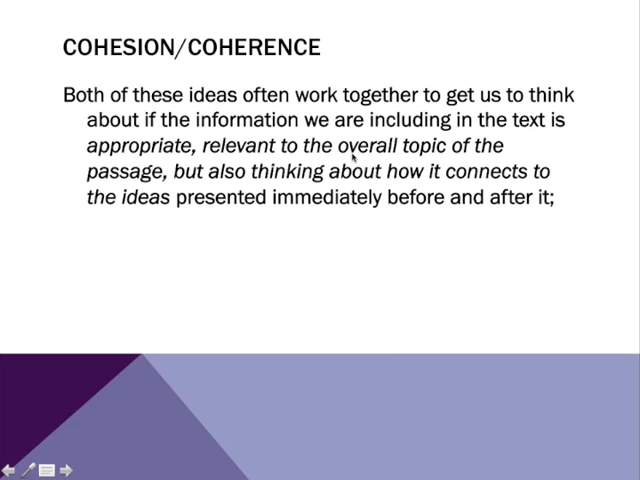 COHESION/COHERENCE
Both of these ideas often work together to get us to think
about if the information we are including in the text is
appropriate, relevant to the overall topic of the
passage, but also thinking about how it connects to
the ideas presented immediately before and after it;